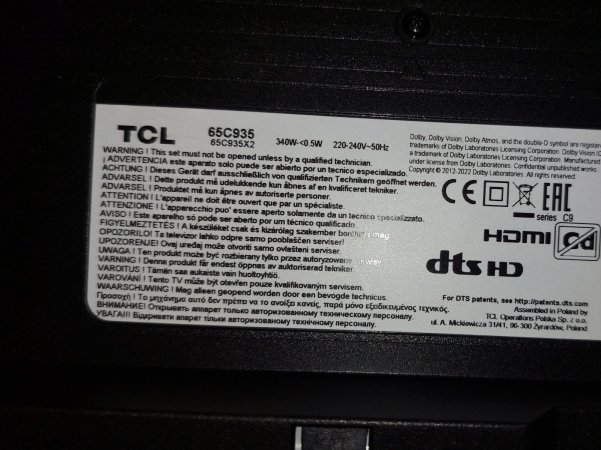 TCL
65C935
65C935X2
340W-<0.5W
220-240V~50Hz
WARNING ! This set must not be opened unless by a qualified technician.
¡ ADVERTENCIA este aparato solo puede ser abierto por un tecnico especializado.
ACHTUNG ! Dieses Gerät darf ausschließlich von qualifizierten Technikern geöffnet werden.
ADVARSEL ! Dette produkt må udelukkende kun åbnes af en kvalificeret tekniker.
ADVARSEL ! Produktet må kun åpnes av autoriserte personer.
ATTENTION ! L'appareil ne doit être ouvert que par un spécialiste.
ATTENZIONE ! L'apparecchio puo' essere aperto solamente da un tecnico specializzato.
AVISO ! Este aparelho só pode ser aberto por um técnico qualificado.
FIGYELMEZTETÉS ! A készüléket csak és kizárólag szakember bonthatja meg
OPOZORILO! Ta televizor lahko odpre samo pooblaščen serviser!
UPOZORENJE! Ovaj uređaj može otvoriti samo ovlašteni serviser.
UWAGA ! Ten produkt może być rozbierany tylko przez autoryzowane
VARNING ! Denne produkt får endast öppnas av auktoriserad tekniker.
VAROITUS ! Tämän saa aukaista vain huoltoyhtiö.
VAROVÁNÍ ! Tento TV může být otevřen pouze kvalifikovaným servisem.
WAARSCHUWING ! Mag alleen geopend worden door een bevoegde technicus.
Προσοχή ! Το μηχάνημα αυτό δεν πρέπει να το ανοίξει κανείς, παρά μόνο εξειδικευμένος τεχνικός.
ВНИМАНИЕ! Открывать аппарат только авторизованному техническому персоналу.
УВАГА!!! Відкривати апарат тільки авторизованому технічному персоналу.
Dolby, Dolby Vision, Dolby Atmos, and the double-D symbol are register
trademarks of Dolby Laboratories Licensing Corporation. Dolby Vision IQ
under license from Dolby Laboratories. Confidential unpublished works.
Copyright © 2012-2022 Dolby Laboratories. All rights reserved.
CE
EAC
series C9
HDMI
dts HD
For DTS patents, see http://patents.dts.com
Assembled in Poland by
TCL Operations Polska Sp. z o.o.
ul. A. Mickiewicza 31/41, 96-300 Żyrardów, Poland